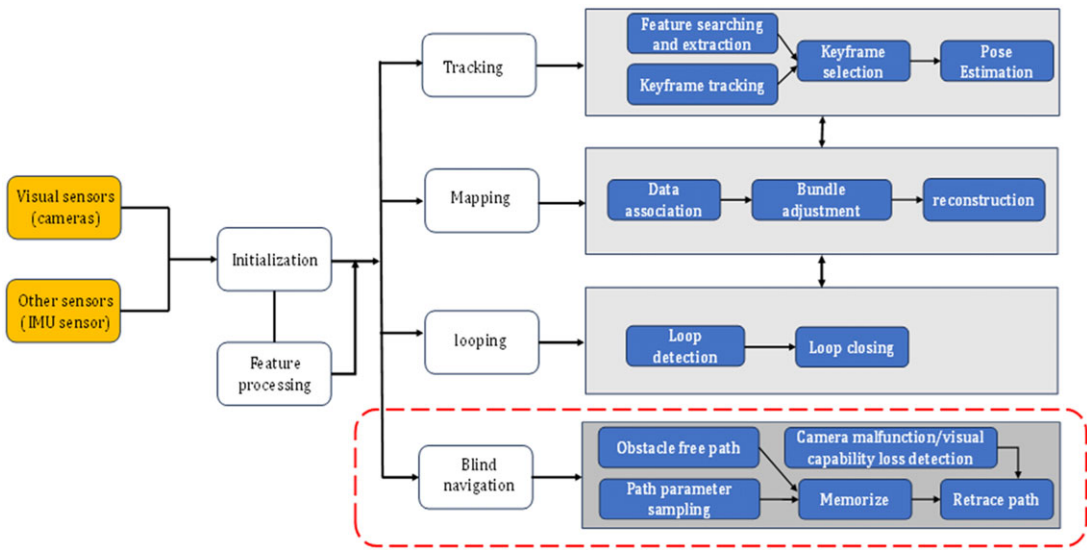 Visual sensors
(cameras)
Other sensors
( IMU sensor)
Initialization
Feature
processing
Tracking
Feature searching
and extraction
Keyframe tracking
Keyframe
selection
Pose
Estimation
Mapping
Data
association
Bundle
adjustment
reconstruction
looping
Loop
detection
Loop closing
Blind
navigation
Obstacle free path
Path parameter
sampling
Camera malfunction/visual
capability loss detection
Memorize
Retrace path